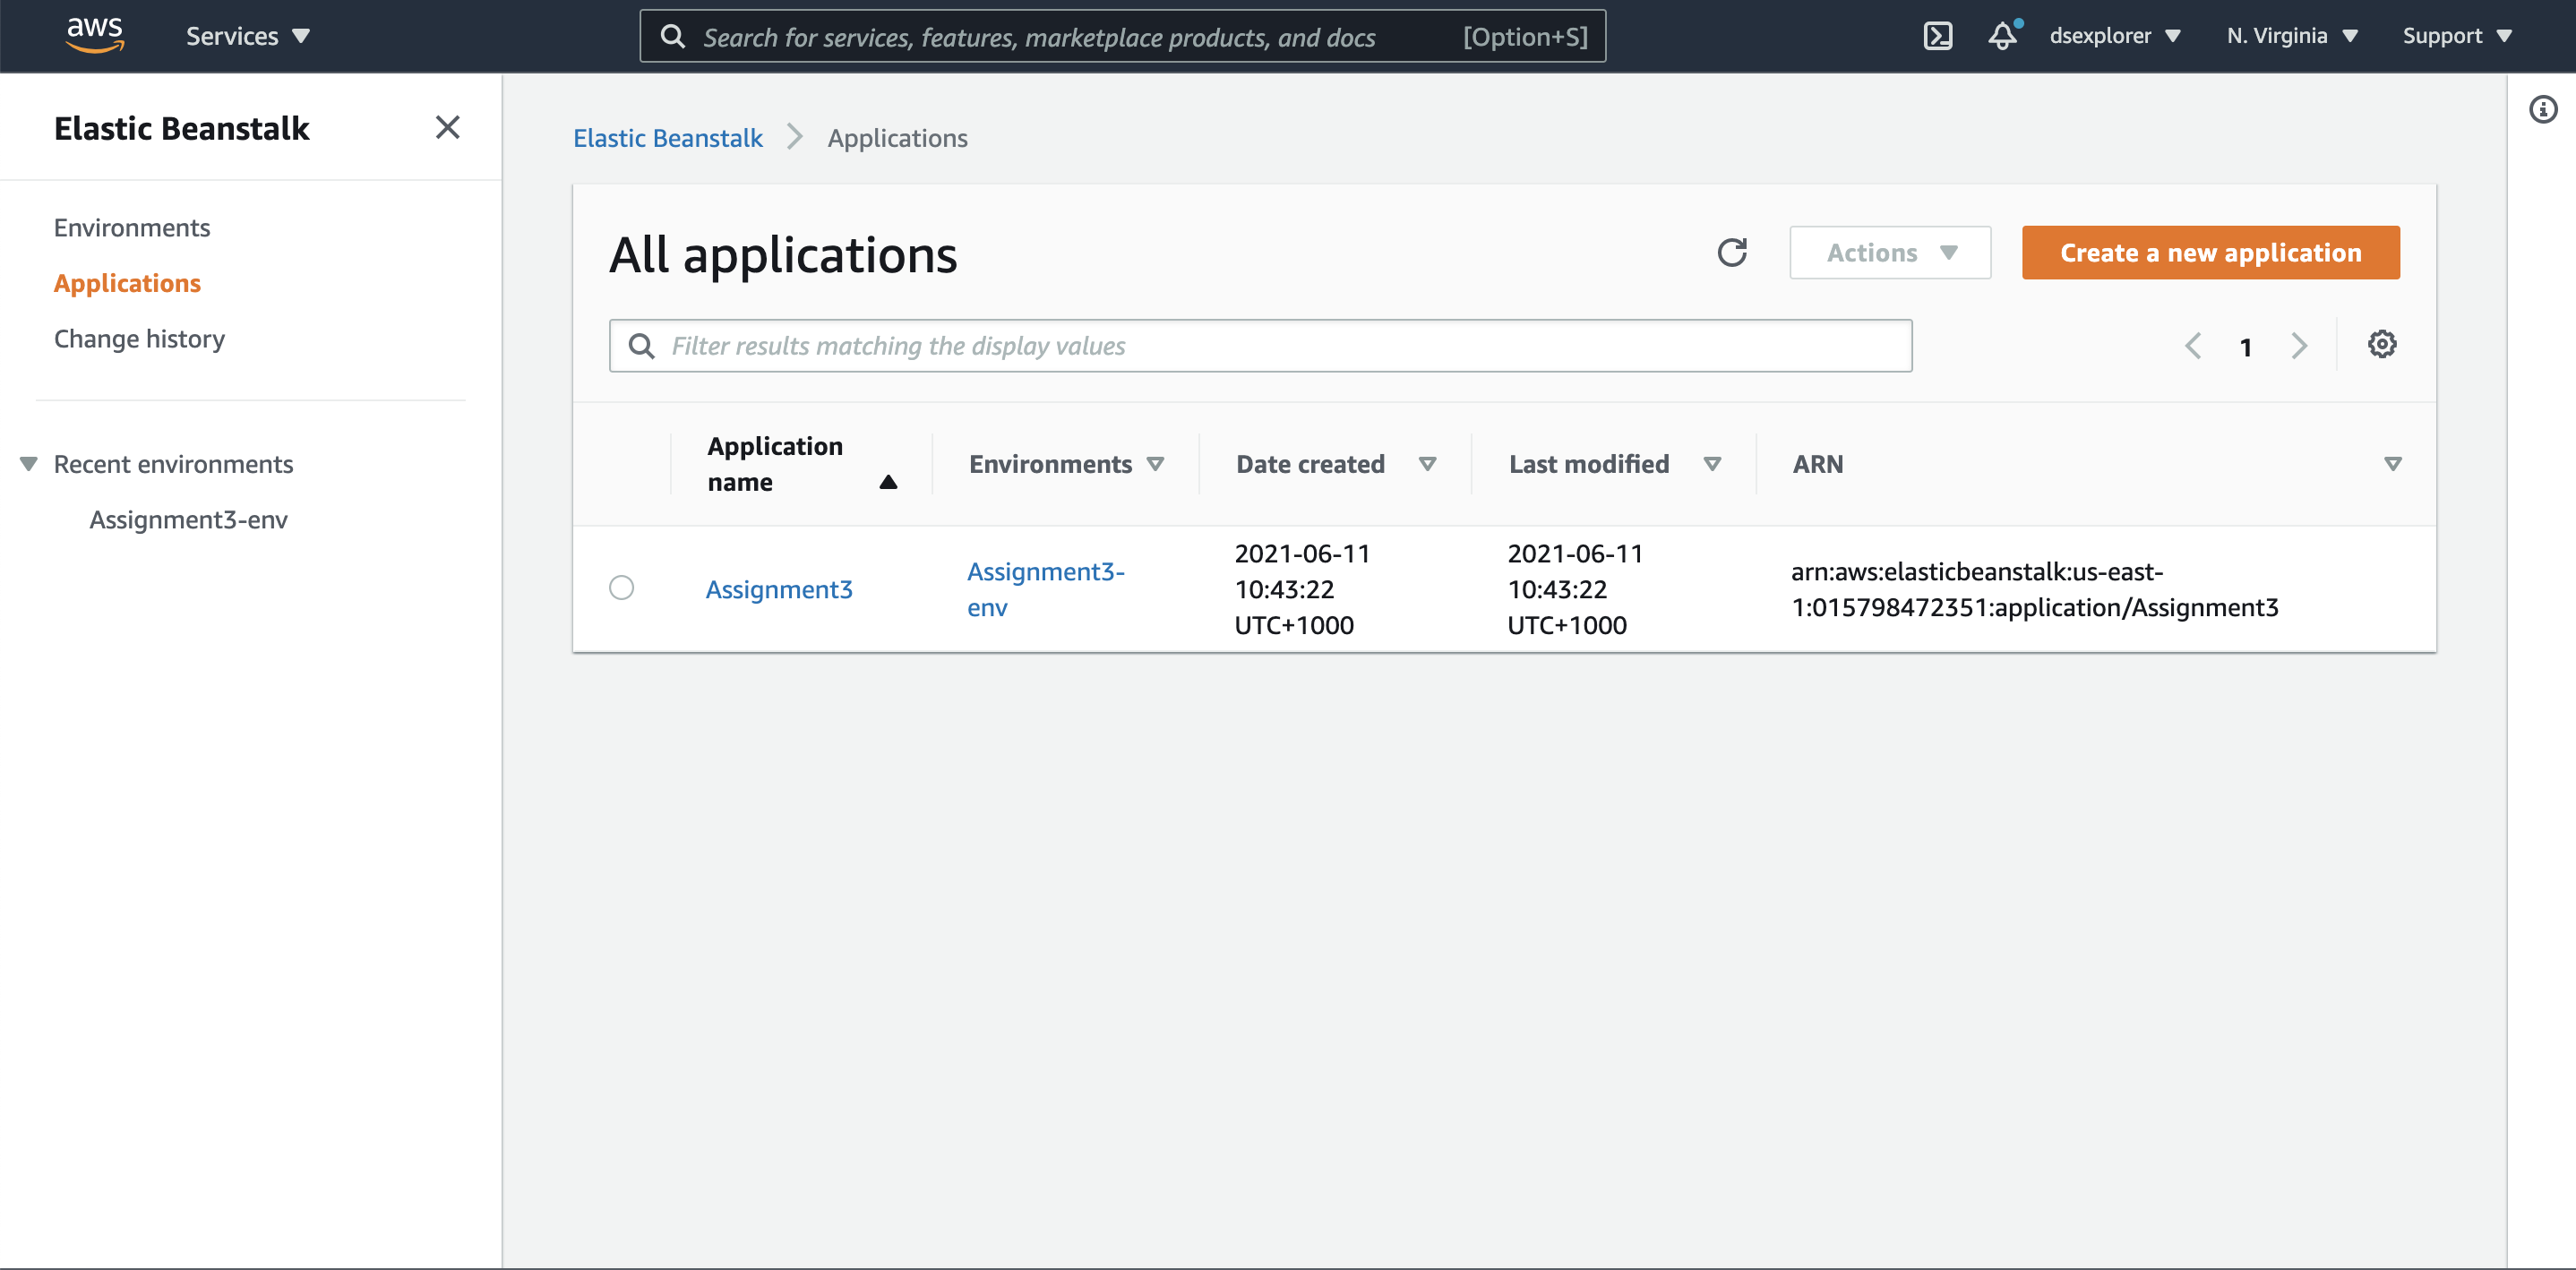 aws
Services
Search for services, features, marketplace products, and docs [Option+S]
dsexplorer
N. Virginia
Support
Elastic Beanstalk
Environments
Applications
Change history
Recent environments
Assignment3-env
Elastic Beanstalk
Applications
All applications
Actions
Create a new application
Filter results matching the display values
1
Application
name
Environments
Date created
Last modified
ARN
Assignment3
Assignment3-
env
2021-06-11
10:43:22
UTC+1000
2021-06-11
10:43:22
UTC+1000
arn:aws:elasticbeanstalk:us-east-
1:015798472351:application/Assignment3